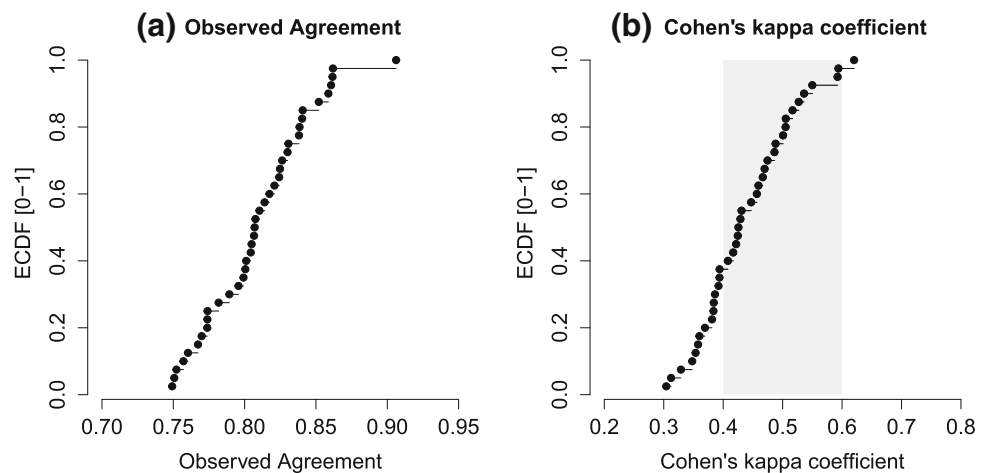 (a) Observed Agreement
ECDF [0−1]
1.0
0.8
0.6
0.4
0.2
0.0
0.70 0.75 0.80 0.85 0.90 0.95
Observed Agreement
(b) Cohen's kappa coefficient
ECDF [0−1]
1.0
0.8
0.6
0.4
0.2
0.0
0.2 0.3 0.4 0.5 0.6 0.7 0.8
Cohen's kappa coefficient